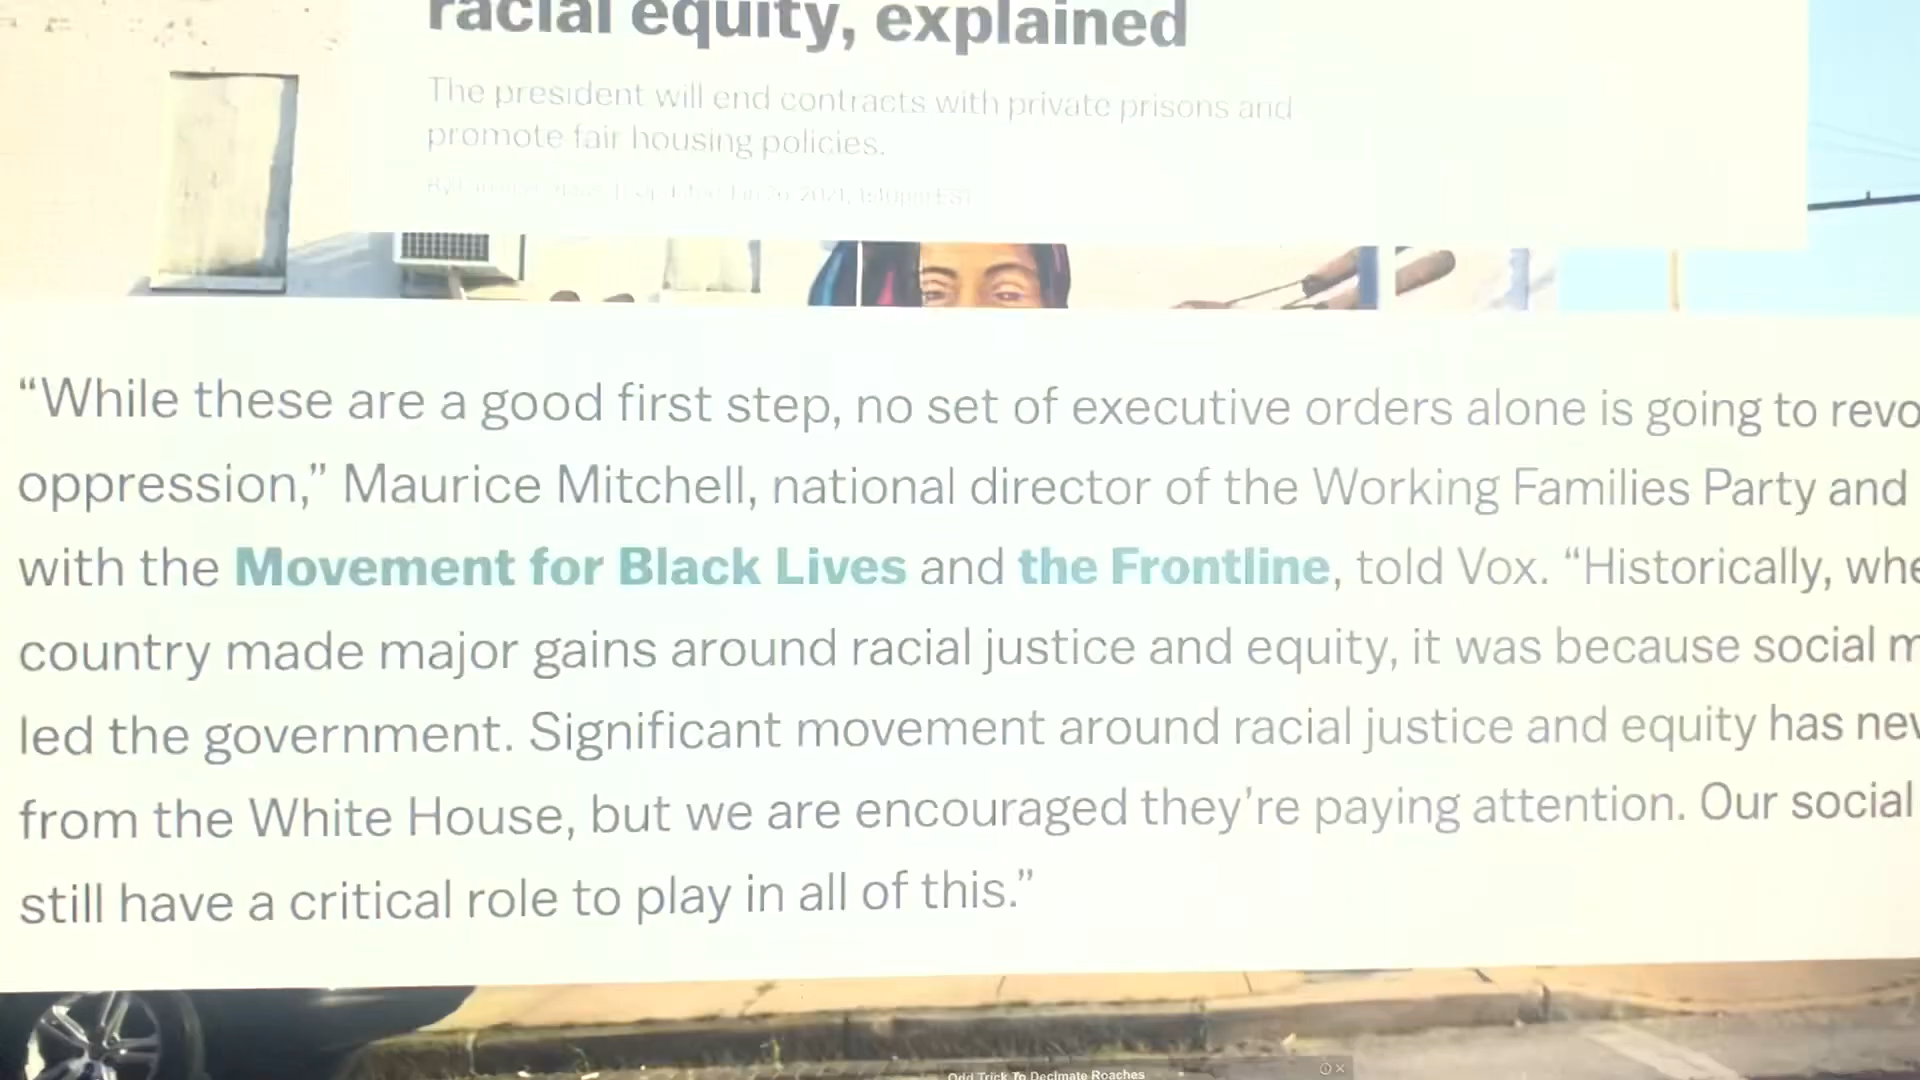 racial equity, explained
The president will end contracts with private prisons and
promote fair housing policies.
2021, 1:40pm EST
“While these are a good first step, no set of executive orders alone is going to revo
oppression,” Maurice Mitchell, national director of the Working Families Party and
with the Movement for Black Lives and the Frontline, told Vox. “Historically, whe
country made major gains around racial justice and equity, it was because social m
led the government. Significant movement around racial justice and equity has nev
from the White House, but we are encouraged they’re paying attention. Our social
still have a critical role to play in all of this.”
Odd Trick To Decimate Roaches